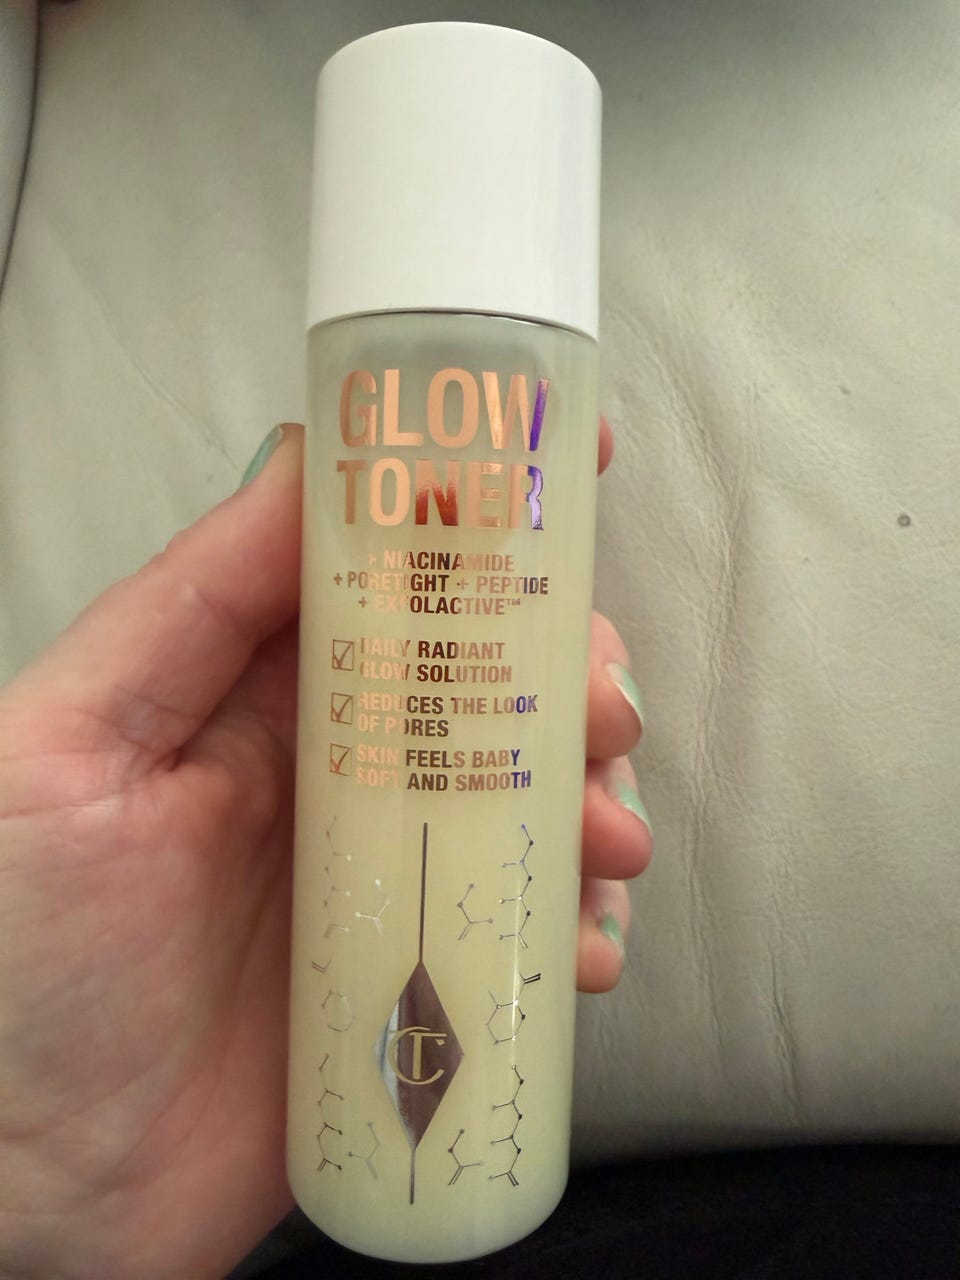 GLOW
TONER
+ NIACINAMIDE
+ PORETIGHT + PEPTIDE
+ EXFOLACTIVE™
DAILY RADIANT
GLOW SOLUTION
REDUCES THE LOOK
OF PORES
SKIN FEELS BABY
SOFT AND SMOOTH
CT